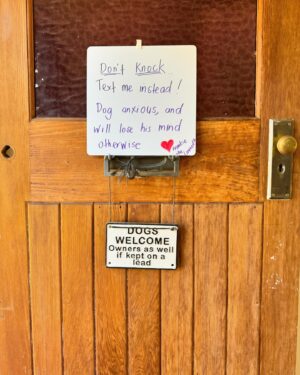 Don't Knock
Text me instead!
Dog anxious, and
will lose his mind
otherwise
DOGS
WELCOME
Owners as well
if kept on a
lead